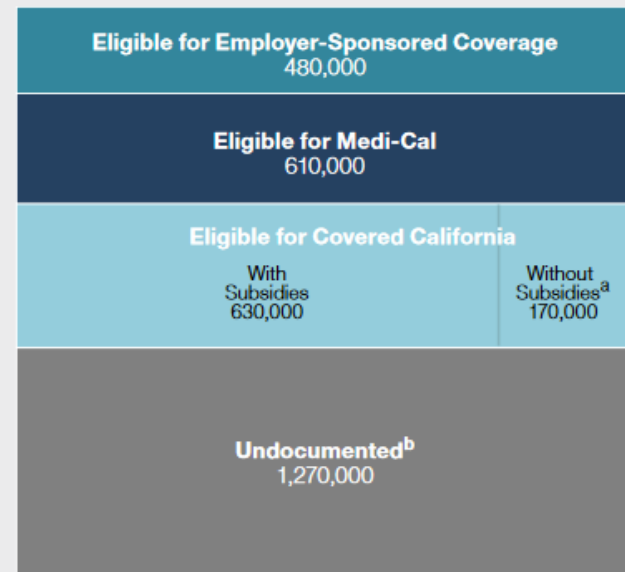 Eligible for Employer-Sponsored Coverage
480,000
Eligible for Medi-Cal
610,000
Eligible for Covered California
With
Subsidies
630,000
Without
Subsidiesᵃ
170,000
Undocumentedᵇ
1,270,000